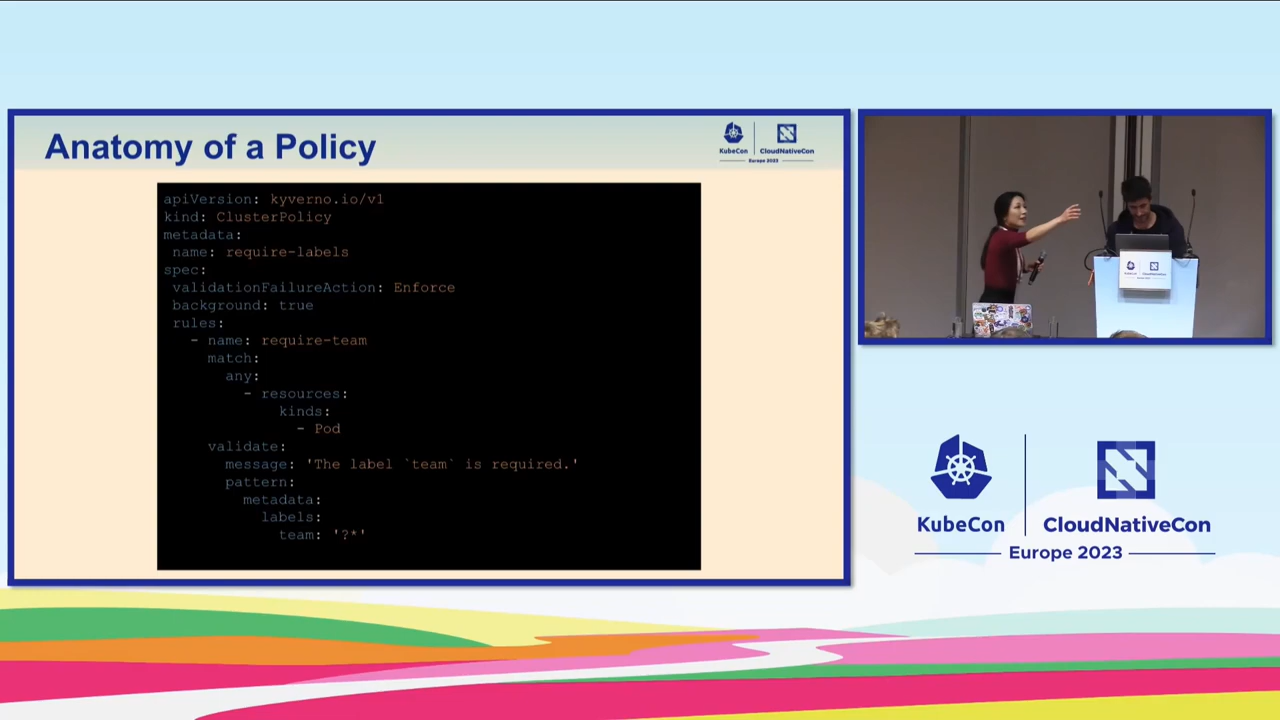 Anatomy of a Policy
KubeCon
CloudNativeCon
Europe 2023
apiVersion: kyverno.io/v1
kind: ClusterPolicy
metadata:
name: require-labels
spec:
validationFailureAction: Enforce
background: true
rules:
- name: require-team
match:
any:
- resources:
kinds:
- Pod
validate:
message: 'The label `team` is required.'
pattern:
metadata:
labels:
team: '?*'
KubeCon
CloudNativeCon
Europe 2023